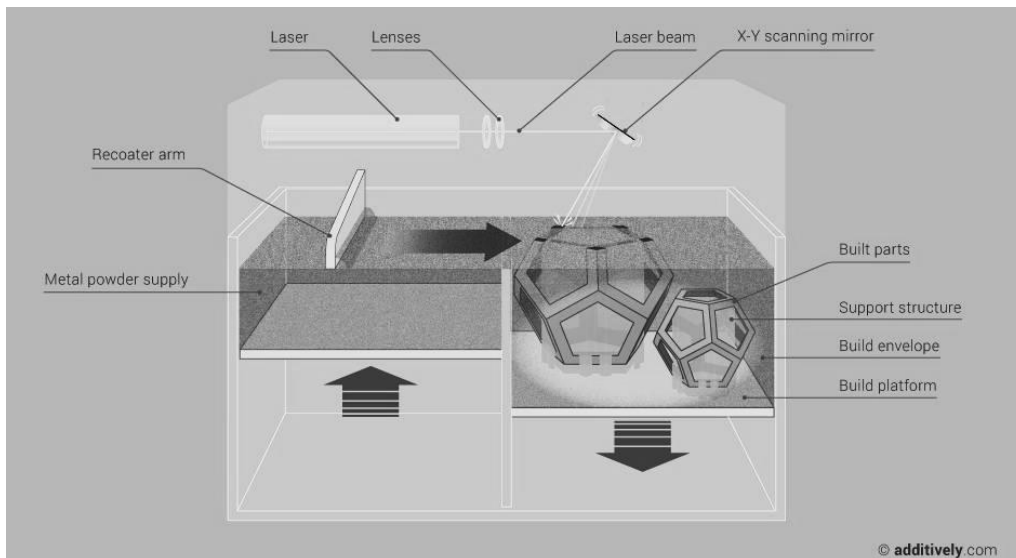 Laser
Lenses
Laser beam
X-Y scanning mirror
Recoater arm
Metal powder supply
Built parts
Support structure
Build envelope
Build platform
© additively.com